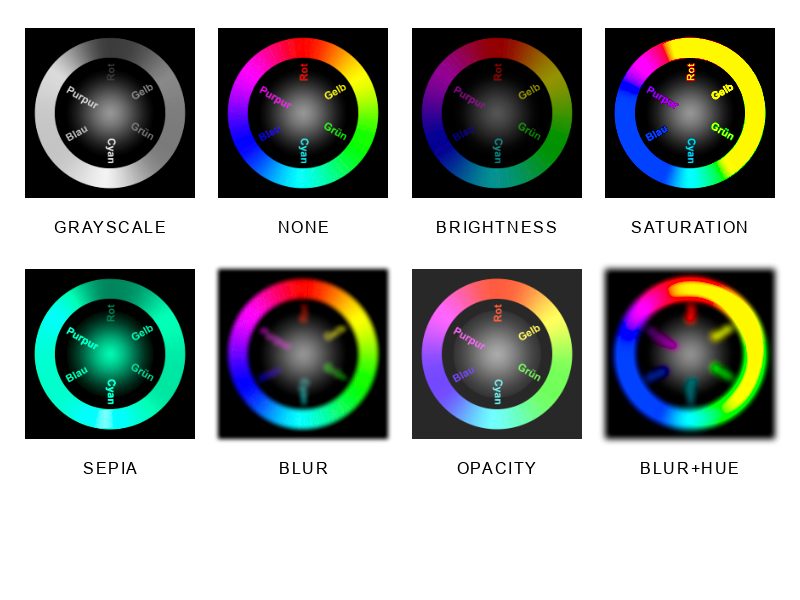 Rot
Gelb
Grün
Cyan
Blau
Purpur
Rot
Gelb
Grün
Cyan
Blau
Purpur
Rot
Gelb
Grün
Cyan
Blau
Purpur
Rot
Gelb
Grün
Cyan
Blau
Purpur
GRAYSCALE
NONE
BRIGHTNESS
SATURATION
Rot
Gelb
Grün
Cyan
Blau
Purpur
Rot
Gelb
Grün
Cyan
Blau
Purpur
SEPIA
BLUR
OPACITY
BLUR+HUE